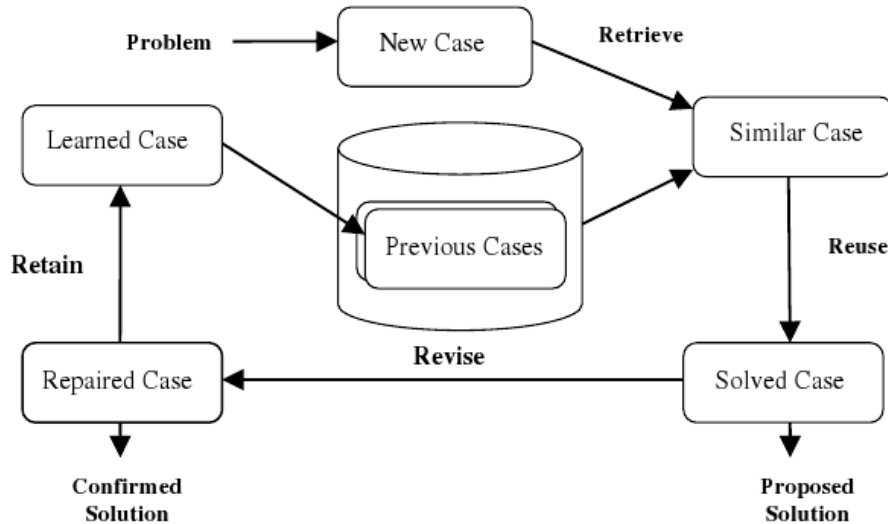 Problem
New Case
Retrieve
Learned Case
Similar Case
Previous Cases
Retain
Reuse
Revise
Repaired Case
Solved Case
Confirmed
Solution
Proposed
Solution